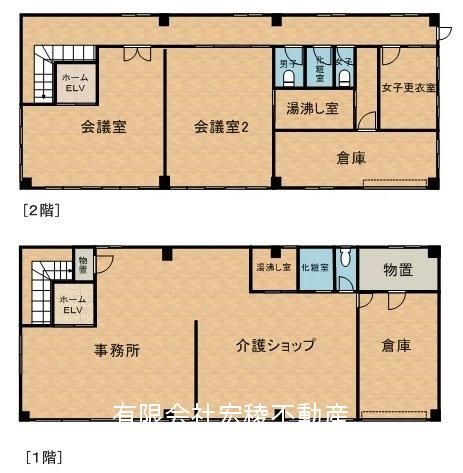 男子
化粧室
女子
ホーム
ELV
女子更衣室
湯沸し室
会議室
会議室2
倉庫
[2階]
物置
湯沸し室
化粧室
物置
ホーム
ELV
事務所
介護ショップ
倉庫
有限会社宏稜不動産
[1階]